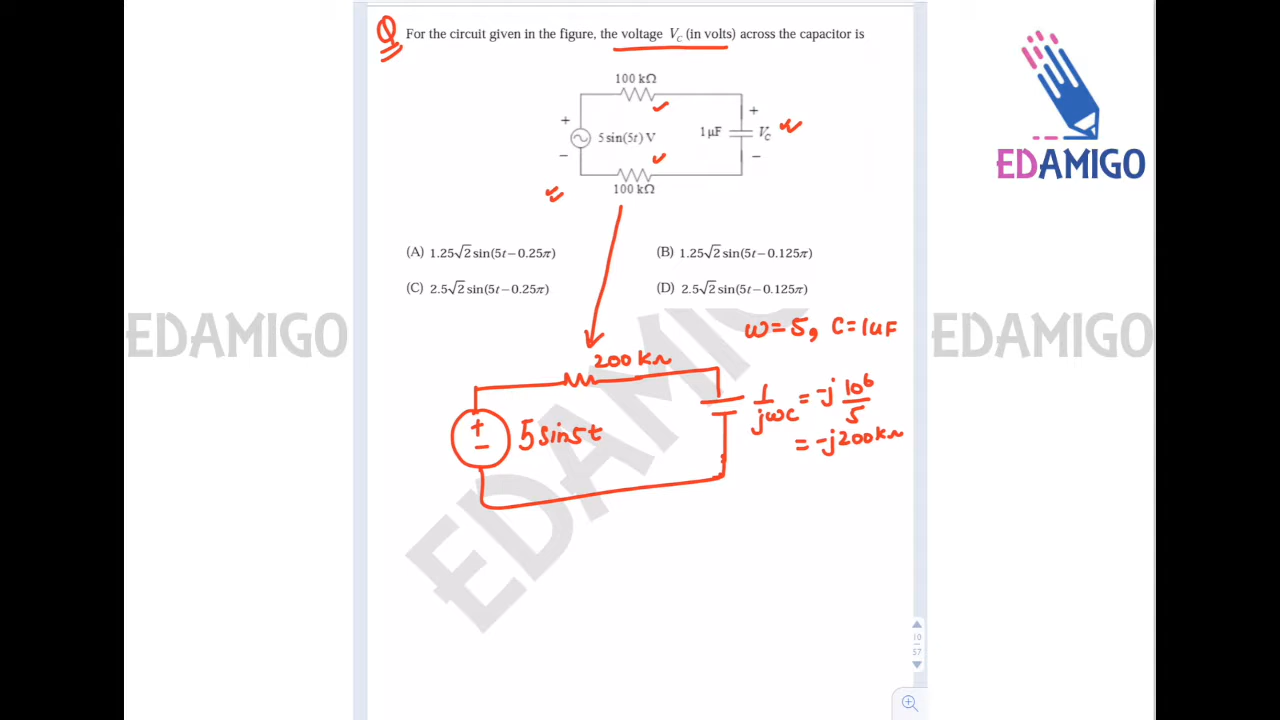 Q For the circuit given in the figure, the voltage V_C (in volts) across the capacitor is
100 kΩ
+
+
5 sin(5t) V
1 μF
V_C
−
−
100 kΩ
EDAMIGO
(A) 1.25√2 sin(5t−0.25π)
(B) 1.25√2 sin(5t−0.125π)
(C) 2.5√2 sin(5t−0.25π)
(D) 2.5√2 sin(5t−0.125π)
EDAMIGO
EDAMIGO
EDAMIGO
ω=5, C=1uF
200 kΩ
+
−
5 sin5t
1/jωC = -j 10⁶/5
= -j200kΩ
10
57